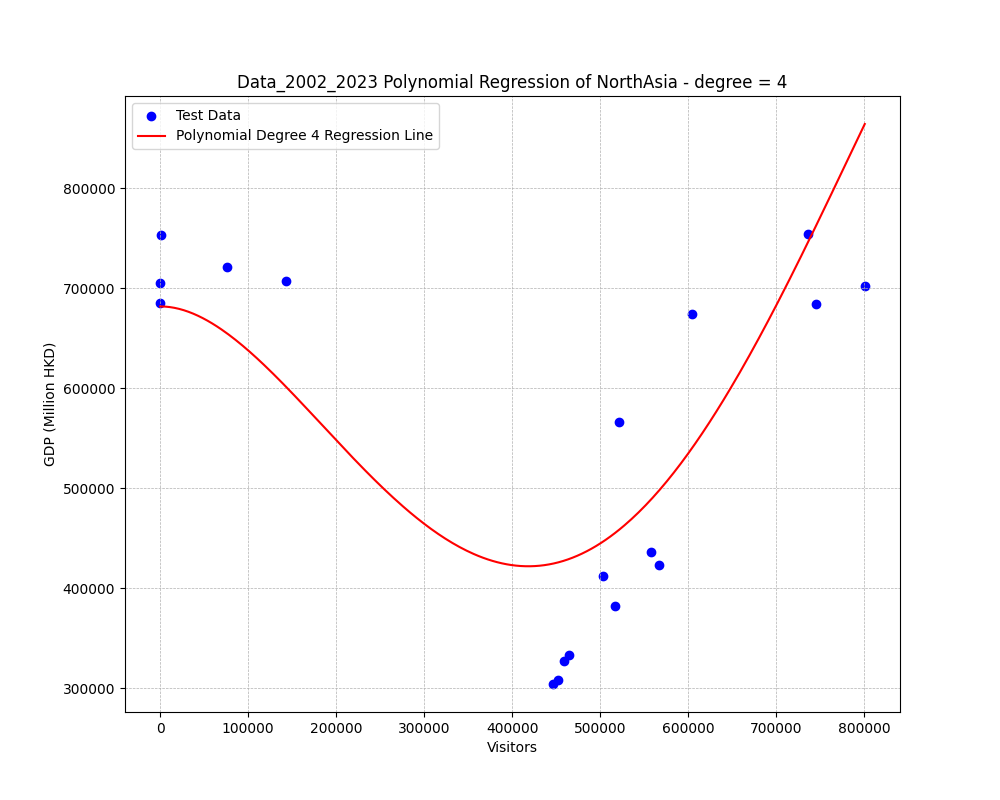 Data_2002_2023 Polynomial Regression of NorthAsia - degree = 4
Test Data
Polynomial Degree 4 Regression Line
800000
700000
600000
500000
400000
300000
GDP (Million HKD)
0 100000 200000 300000 400000 500000 600000 700000 800000
Visitors